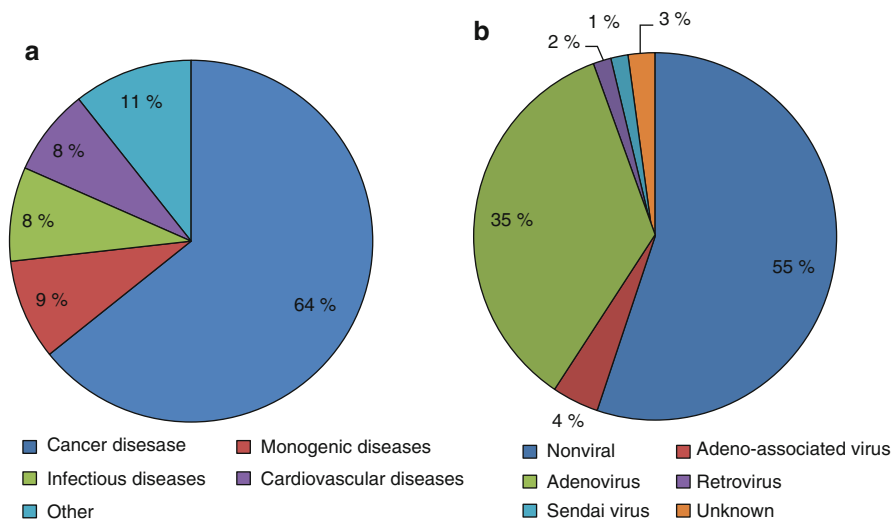 a
11 %
8 %
8 %
9 %
64 %
Cancer disesase
Monogenic diseases
Infectious diseases
Cardiovascular diseases
Other
b
1 %
3 %
2 %
35 %
55 %
4 %
Nonviral
Adeno-associated virus
Adenovirus
Retrovirus
Sendai virus
Unknown